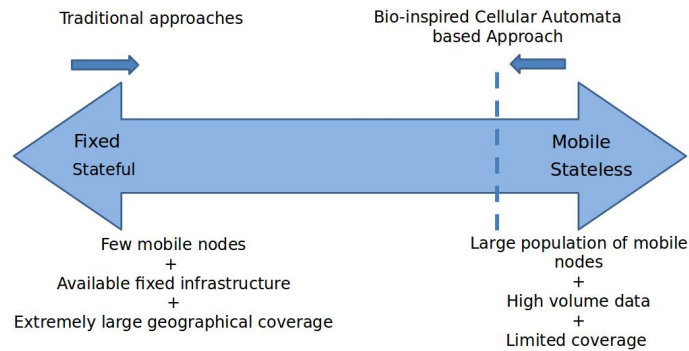 Traditional approaches
Bio-inspired Cellular Automata
based Approach
Fixed
Stateful
Mobile
Stateless
Few mobile nodes
+
Available fixed infrastructure
+
Extremely large geographical coverage
Large population of mobile
nodes
+
High volume data
+
Limited coverage